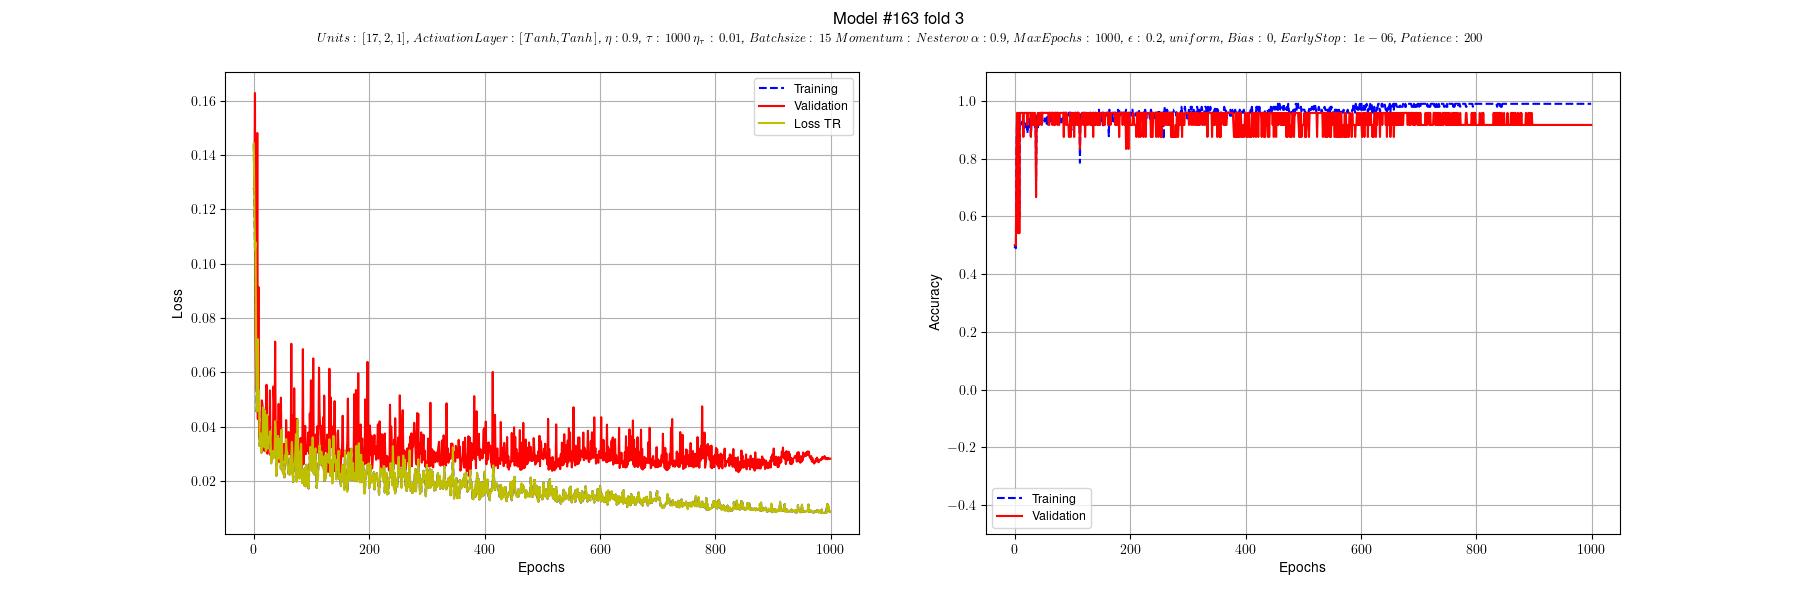 Model #163 fold 3
Units : [17, 2, 1], ActivationLayer : [Tanh, Tanh], η : 0.9, τ : 1000 ητ : 0.01, Batchsize : 15 Momentum : Nesterov α : 0.9, MaxEpochs : 1000, ϵ : 0.2, uniform, Bias : 0, EarlyStop : 1e − 06, Patience : 200
0.16
0.14
0.12
0.10
0.08
0.06
0.04
0.02
Loss
0 200 400 600 800 1000
Epochs
Training
Validation
Loss TR
1.0
0.8
0.6
0.4
0.2
0.0
−0.2
−0.4
Accuracy
0 200 400 600 800 1000
Epochs
Training
Validation